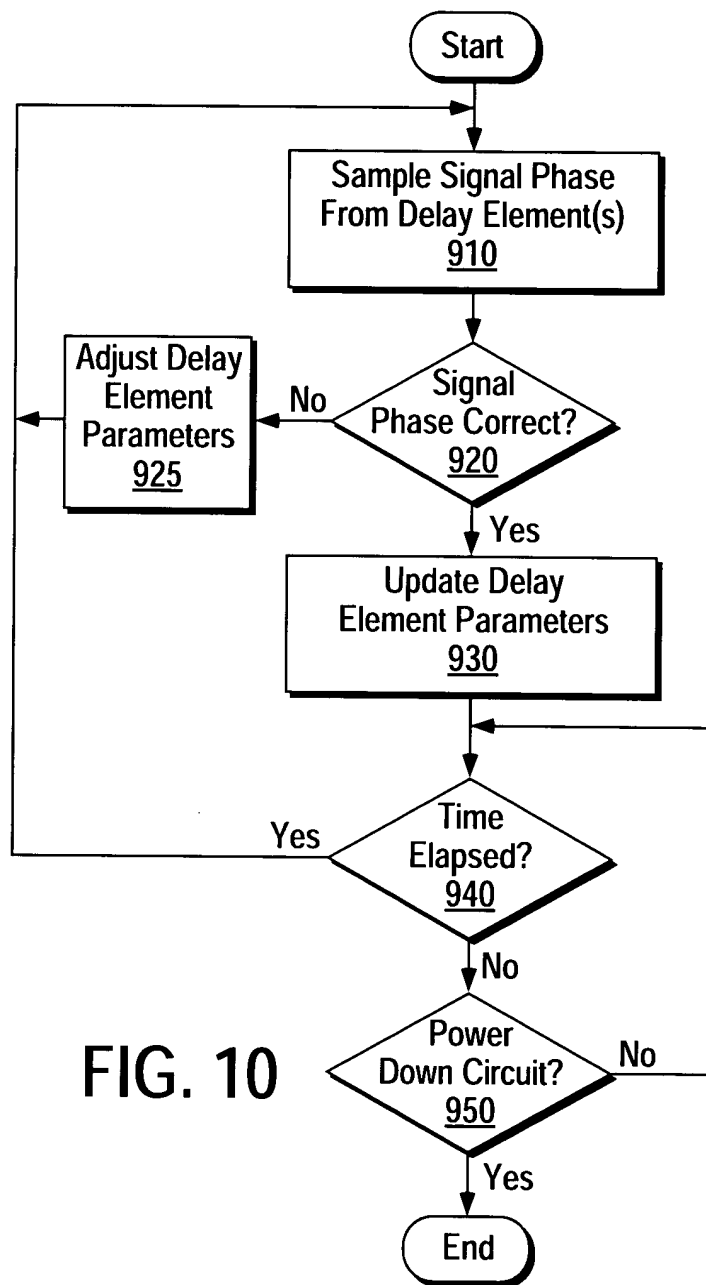 Start
Sample Signal Phase
From Delay Element(s)
910
Adjust Delay
Element
Parameters
925
No
Signal
Phase Correct?
920
Yes
Update Delay
Element Parameters
930
Yes
Time
Elapsed?
940
No
FIG. 10
Power
Down Circuit?
950
No
Yes
End